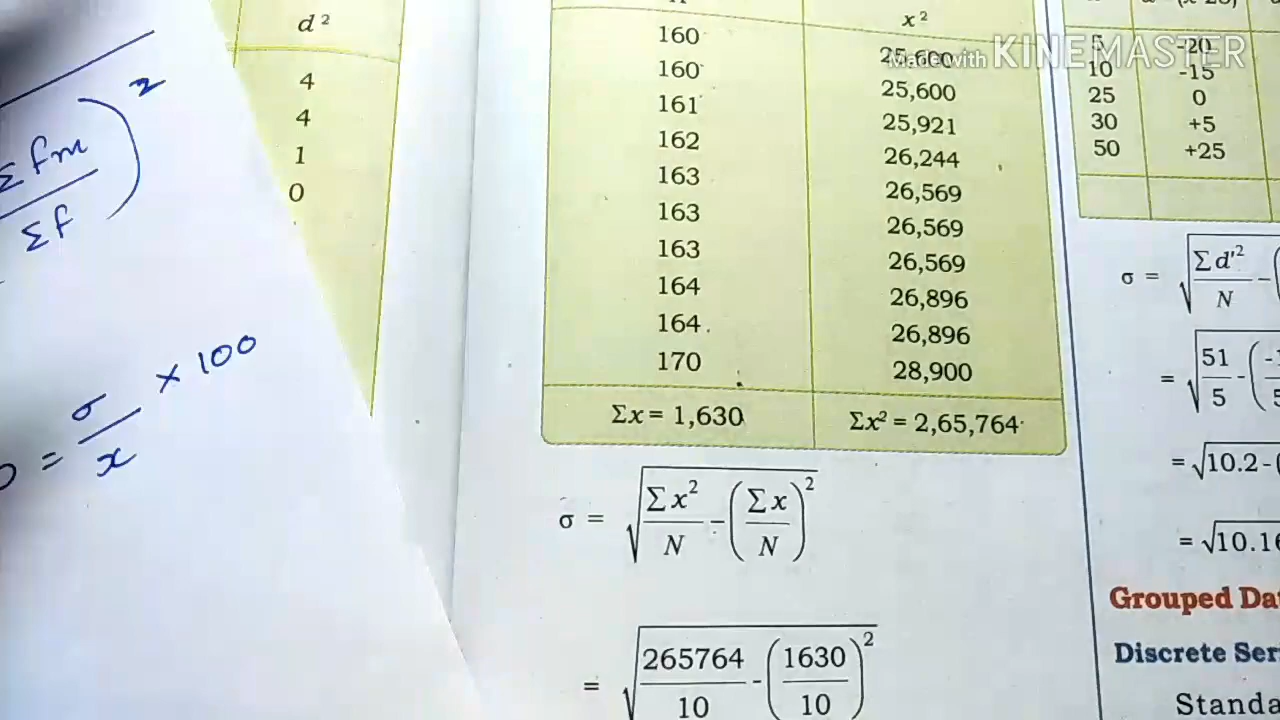 d²
4
4
1
0
Σfm
Σf
)²
= σ/x × 100
x²
160 25,600
160 25,600
161 25,921
162 26,244
163 26,569
163 26,569
163 26,569
164 26,896
164 26,896
170 28,900
Σx = 1,630 Σx² = 2,65,764
σ = √(Σx²/N - (Σx/N)²)
= √(265764/10 - (1630/10)²)
Made with KINEMASTER
5 -20
10 -15
25 0
30 +5
50 +25
σ = √(Σd'²/N - (
= √(51/5 - (
= √10.2 - (
= √10.16
Grouped Da
Discrete Ser
Standa